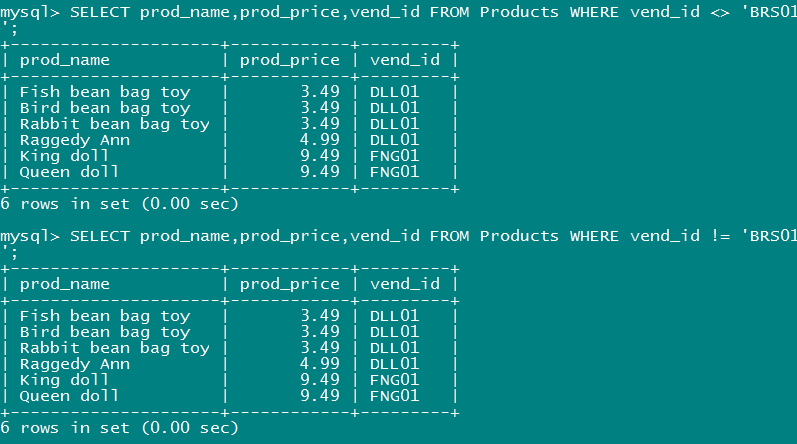 mysql> SELECT prod_name,prod_price,vend_id FROM Products WHERE vend_id <> 'BRS01
';
+---------------------+------------+---------+
| prod_name           | prod_price | vend_id |
+---------------------+------------+---------+
| Fish bean bag toy   |       3.49 | DLL01   |
| Bird bean bag toy   |       3.49 | DLL01   |
| Rabbit bean bag toy |       3.49 | DLL01   |
| Raggedy Ann         |       4.99 | DLL01   |
| King doll           |       9.49 | FNG01   |
| Queen doll          |       9.49 | FNG01   |
+---------------------+------------+---------+
6 rows in set (0.00 sec)
mysql> SELECT prod_name,prod_price,vend_id FROM Products WHERE vend_id != 'BRS01
';
+---------------------+------------+---------+
| prod_name           | prod_price | vend_id |
+---------------------+------------+---------+
| Fish bean bag toy   |       3.49 | DLL01   |
| Bird bean bag toy   |       3.49 | DLL01   |
| Rabbit bean bag toy |       3.49 | DLL01   |
| Raggedy Ann         |       4.99 | DLL01   |
| King doll           |       9.49 | FNG01   |
| Queen doll          |       9.49 | FNG01   |
+---------------------+------------+---------+
6 rows in set (0.00 sec)